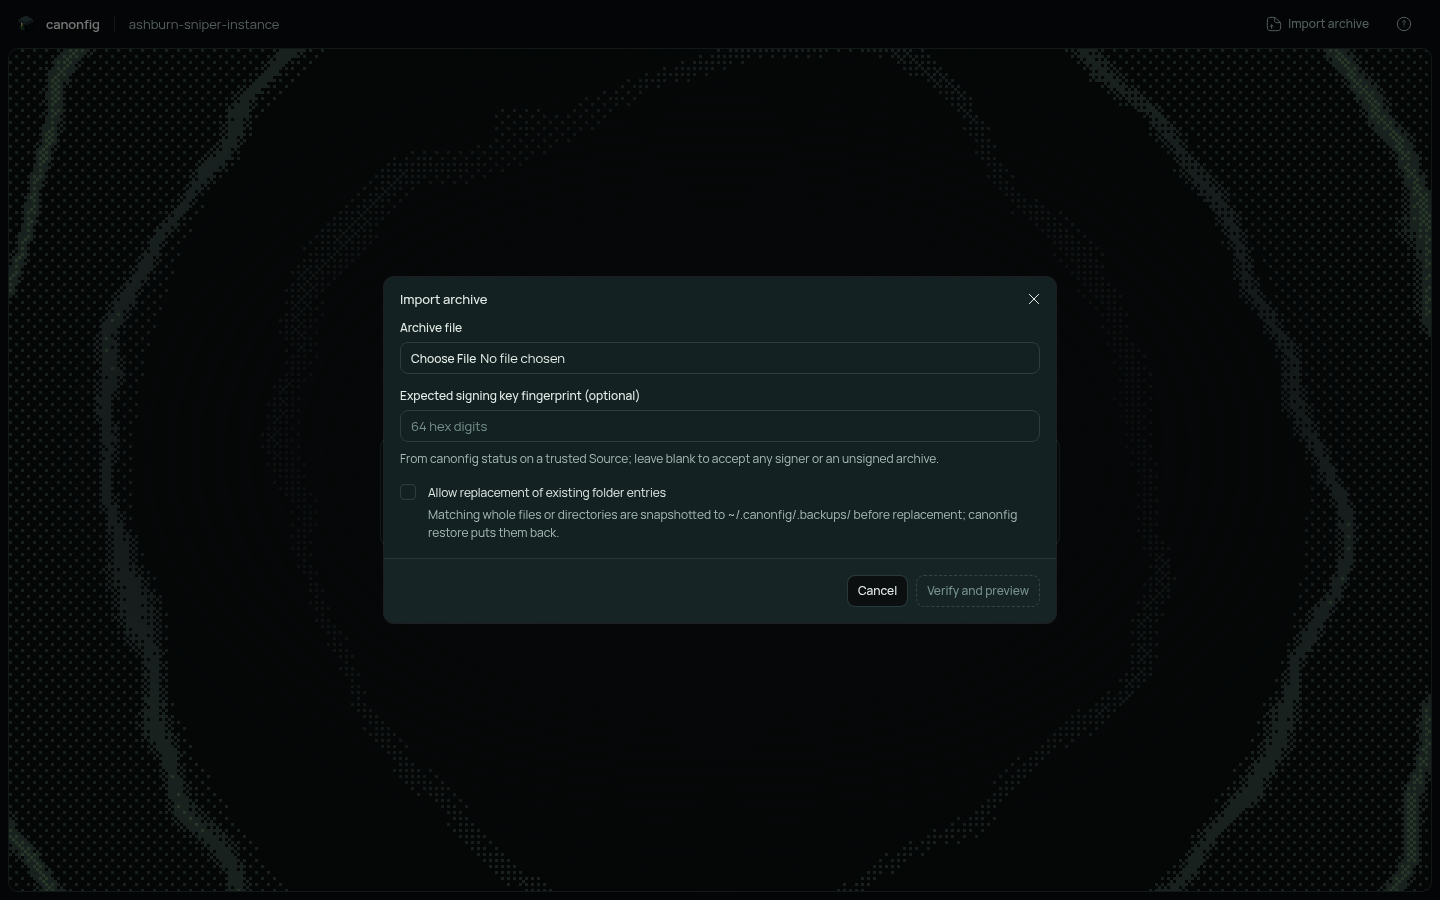 canonfig
ashburn-sniper-instance
Import archive
Import archive
Archive file
Choose File No file chosen
Expected signing key fingerprint (optional)
64 hex digits
From canonfig status on a trusted Source; leave blank to accept any signer or an unsigned archive.
Allow replacement of existing folder entries
Matching whole files or directories are snapshotted to ~/.canonfig/.backups/ before replacement; canonfig
restore puts them back.
Cancel
Verify and preview